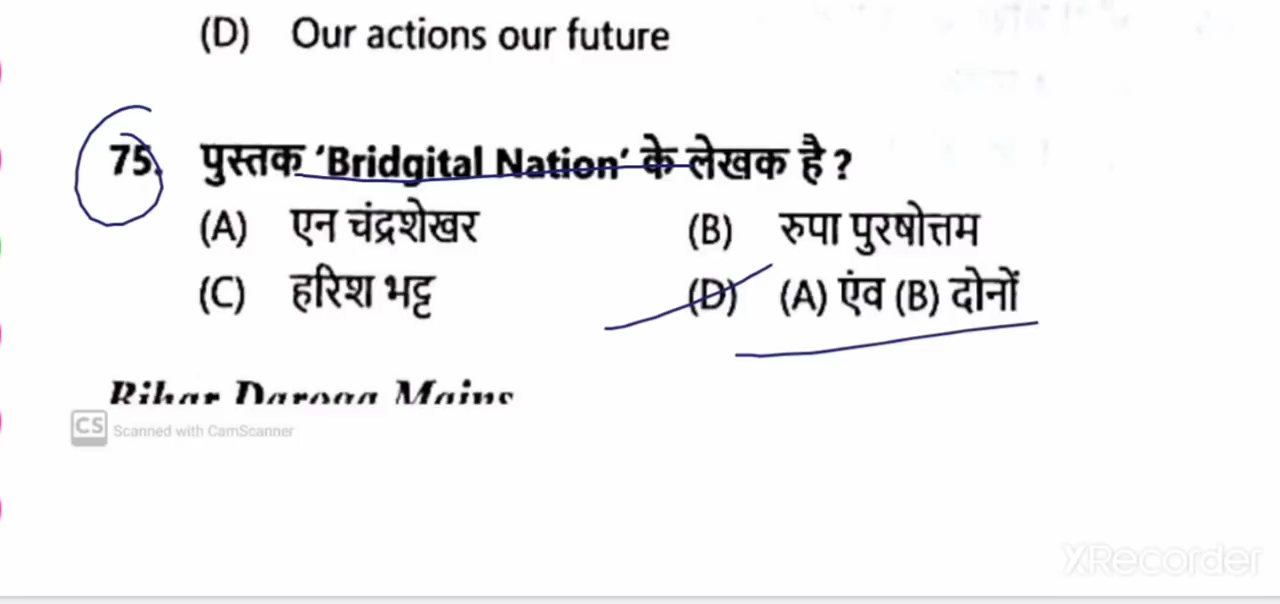 (D) Our actions our future
75. पुस्तक ‘Bridgital Nation’ के लेखक है ?
(A) एन चंद्रशेखर (B) रुपा पुरषोत्तम
(C) हरिश भट्ट (D) (A) एंव (B) दोनों
Bihar Daroga Mains
CS Scanned with CamScanner
XRecorder